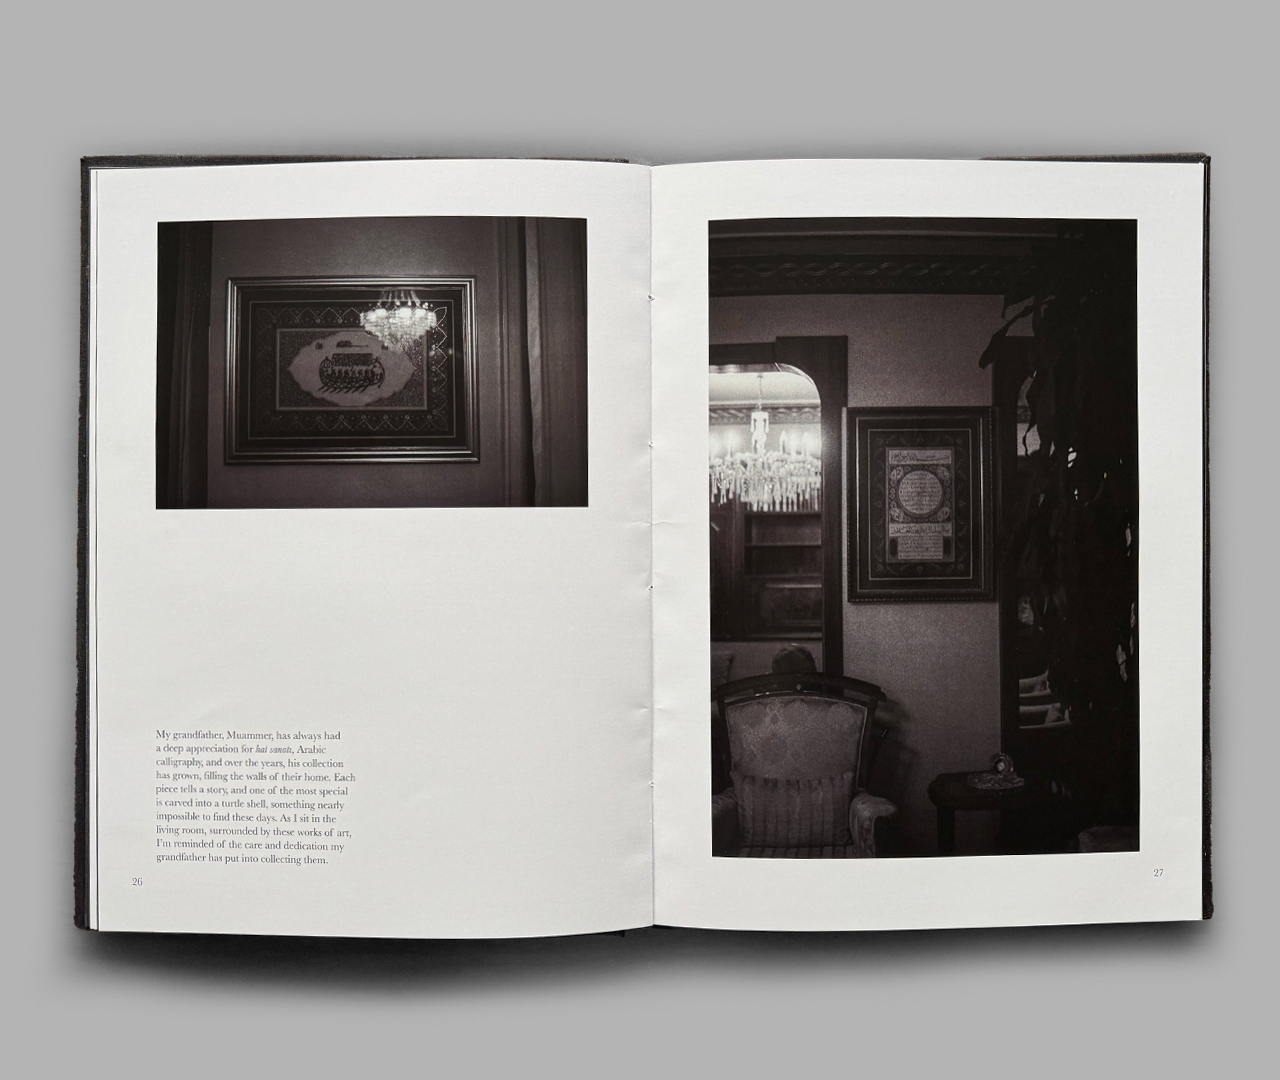 My grandfather, Muammer, has always had
a deep appreciation for hat sanatı, Arabic
calligraphy, and over the years, his collection
has grown, filling the walls of their home. Each
piece tells a story, and one of the most special
is carved into a turtle shell, something nearly
impossible to find these days. As I sit in the
living room, surrounded by these works of art,
I'm reminded of the care and dedication my
grandfather has put into collecting them.
26
27